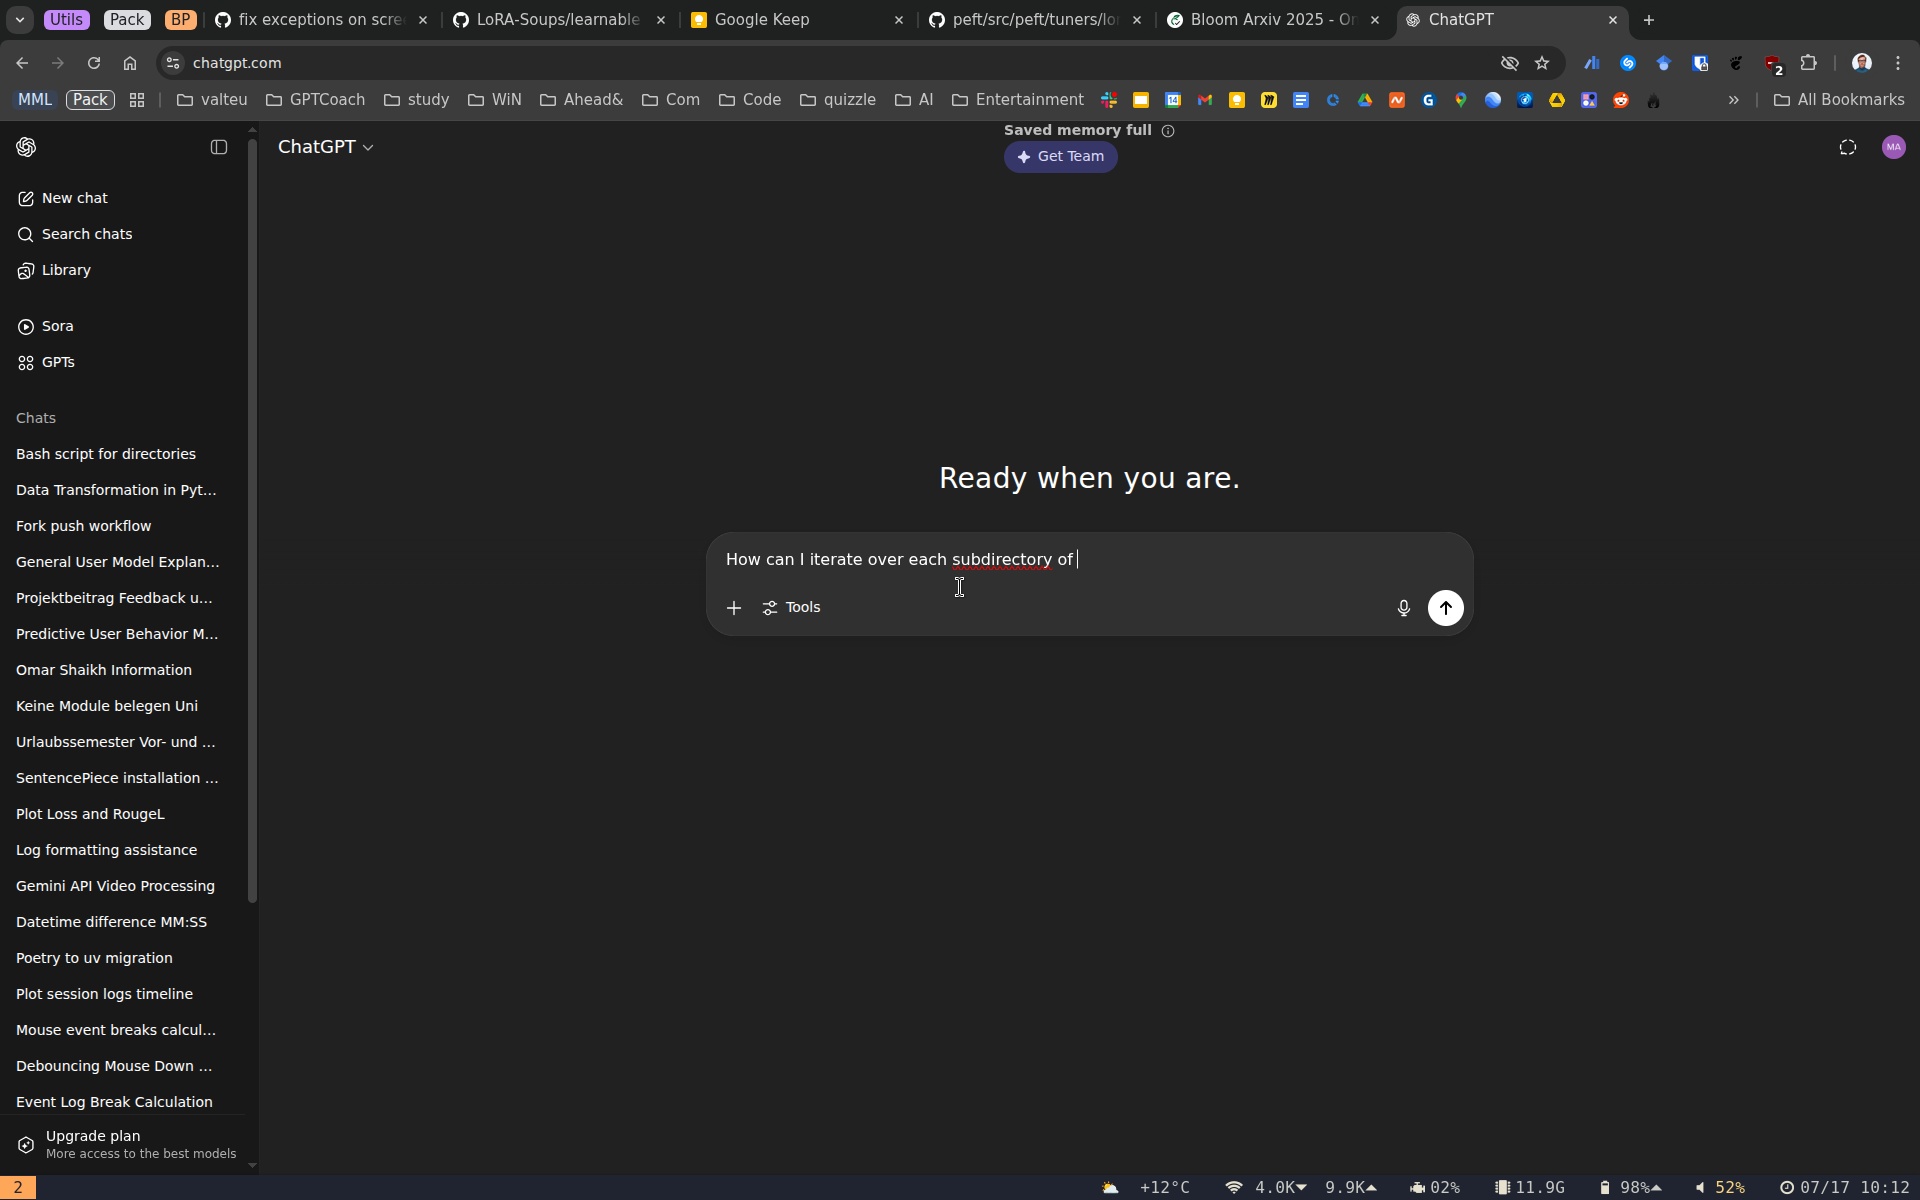 Utils Pack BP fix exceptions on scre LoRA-Soups/learnable Google Keep peft/src/peft/tuners/lo Bloom Arxiv 2025 - On ChatGPT
chatgpt.com 2
MML Pack valteu GPTCoach study WiN Ahead& Com Code quizzle AI Entertainment All Bookmarks
ChatGPT
Saved memory full
Get Team
MA
New chat
Search chats
Library
Sora
GPTs
Chats
Bash script for directories
Data Transformation in Pyt...
Fork push workflow
General User Model Explan...
Projektbeitrag Feedback u...
Predictive User Behavior M...
Omar Shaikh Information
Keine Module belegen Uni
Urlaubssemester Vor- und ...
SentencePiece installation ...
Plot Loss and RougeL
Log formatting assistance
Gemini API Video Processing
Datetime difference MM:SS
Poetry to uv migration
Plot session logs timeline
Mouse event breaks calcul...
Debouncing Mouse Down ...
Event Log Break Calculation
Upgrade plan
More access to the best models
Ready when you are.
How can I iterate over each subdirectory of
Tools
2 +12°C 4.0K 9.9K 02% 11.9G 98% 52% 07/17 10:12